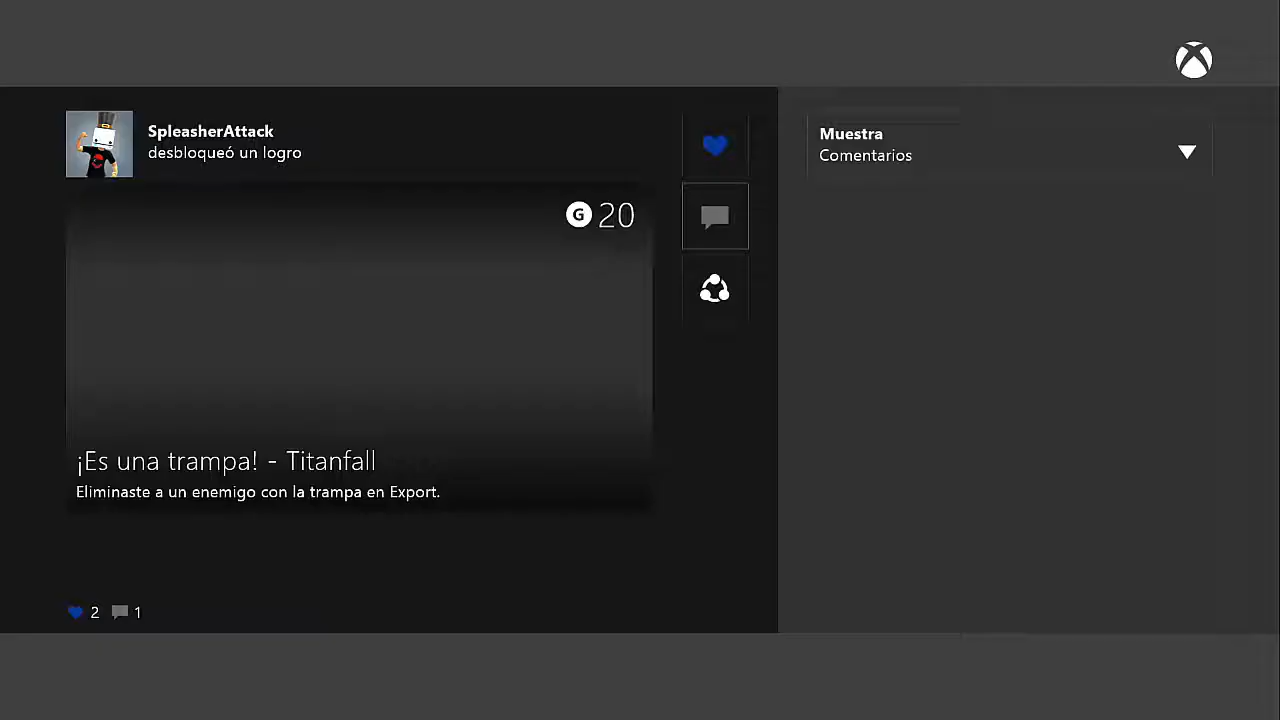 SpleasherAttack
desbloqueó un logro
G 20
¡Es una trampa! - Titanfall
Eliminaste a un enemigo con la trampa en Export.
2 1
Muestra
Comentarios